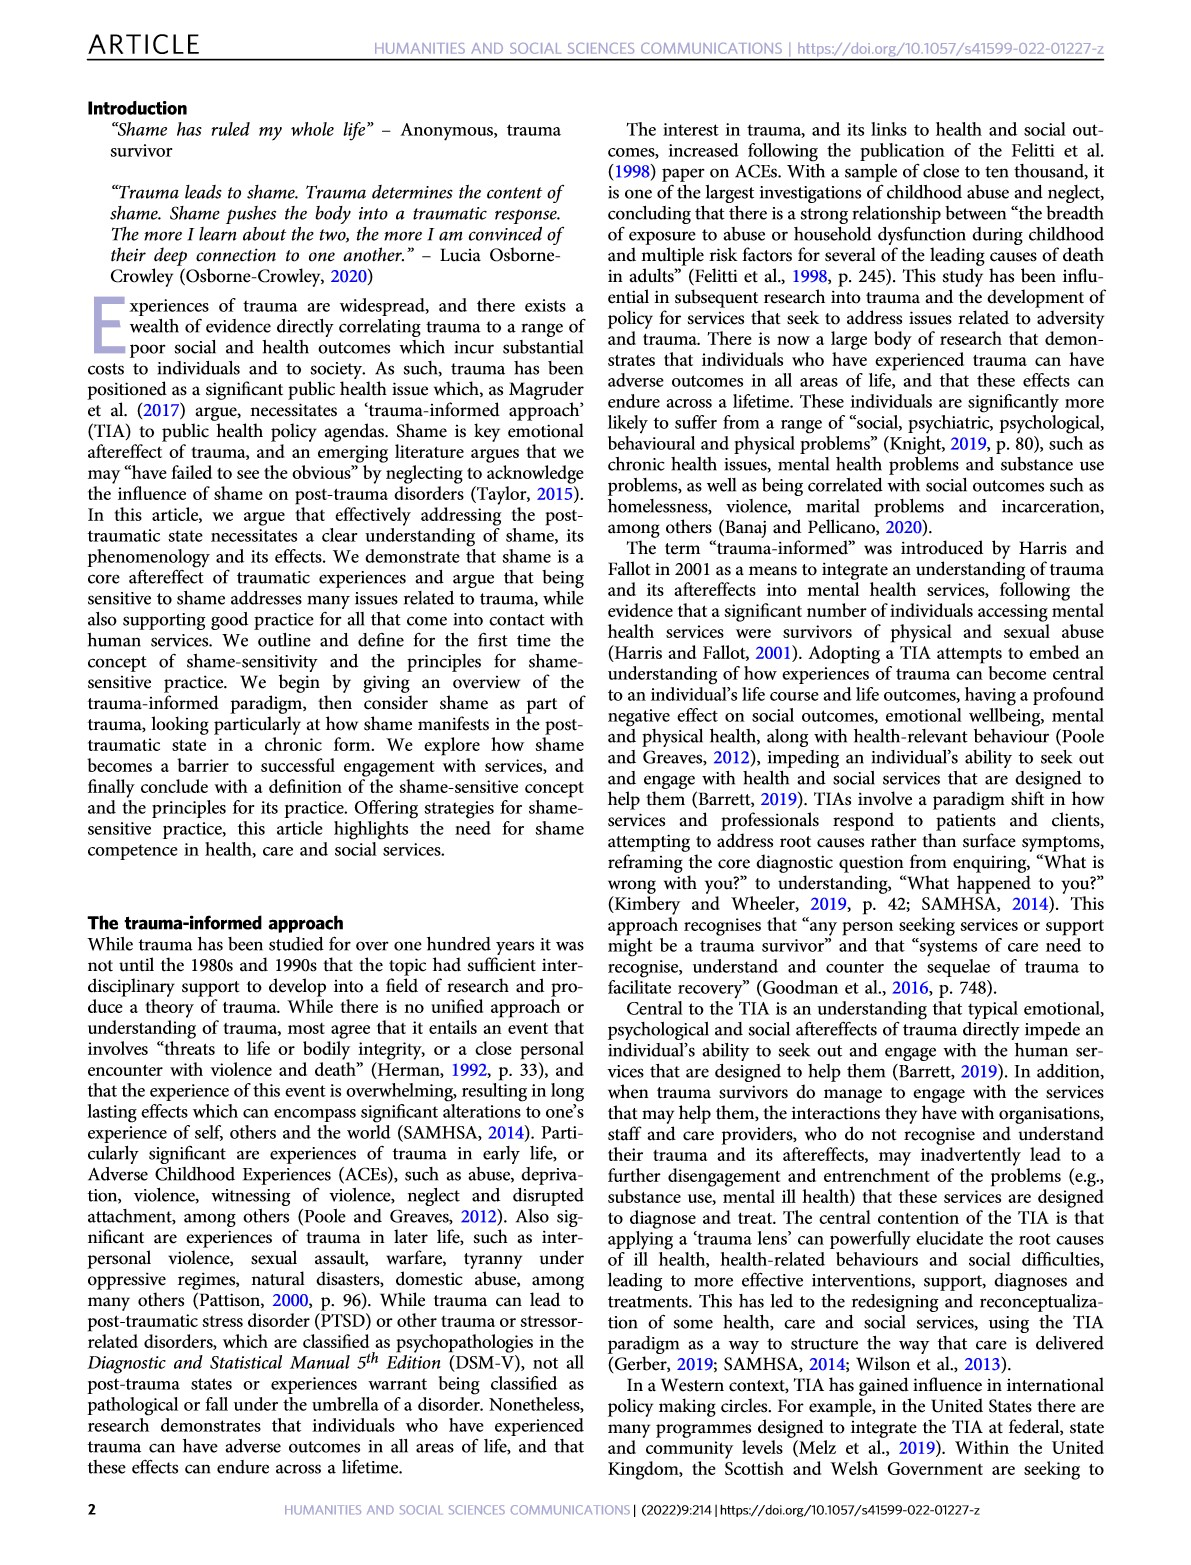 ARTICLE
HUMANITIES AND SOCIAL SCIENCES COMMUNICATIONS | https://doi.org/10.1057/s41599-022-01227-z
Introduction
“Shame has ruled my whole life” – Anonymous, trauma
survivor
“Trauma leads to shame. Trauma determines the content of
shame. Shame pushes the body into a traumatic response.
The more I learn about the two, the more I am convinced of
their deep connection to one another.” – Lucia Osborne-
Crowley (Osborne-Crowley, 2020)
Experiences of trauma are widespread, and there exists a
wealth of evidence directly correlating trauma to a range of
poor social and health outcomes which incur substantial
costs to individuals and to society. As such, trauma has been
positioned as a significant public health issue which, as Magruder
et al. (2017) argue, necessitates a ‘trauma-informed approach’
(TIA) to public health policy agendas. Shame is key emotional
aftereffect of trauma, and an emerging literature argues that we
may “have failed to see the obvious” by neglecting to acknowledge
the influence of shame on post-trauma disorders (Taylor, 2015).
In this article, we argue that effectively addressing the post-
traumatic state necessitates a clear understanding of shame, its
phenomenology and its effects. We demonstrate that shame is a
core aftereffect of traumatic experiences and argue that being
sensitive to shame addresses many issues related to trauma, while
also supporting good practice for all that come into contact with
human services. We outline and define for the first time the
concept of shame-sensitivity and the principles for shame-
sensitive practice. We begin by giving an overview of the
trauma-informed paradigm, then consider shame as part of
trauma, looking particularly at how shame manifests in the post-
traumatic state in a chronic form. We explore how shame
becomes a barrier to successful engagement with services, and
finally conclude with a definition of the shame-sensitive concept
and the principles for its practice. Offering strategies for shame-
sensitive practice, this article highlights the need for shame
competence in health, care and social services.
The trauma-informed approach
While trauma has been studied for over one hundred years it was
not until the 1980s and 1990s that the topic had sufficient inter-
disciplinary support to develop into a field of research and pro-
duce a theory of trauma. While there is no unified approach or
understanding of trauma, most agree that it entails an event that
involves “threats to life or bodily integrity, or a close personal
encounter with violence and death” (Herman, 1992, p. 33), and
that the experience of this event is overwhelming, resulting in long
lasting effects which can encompass significant alterations to one’s
experience of self, others and the world (SAMHSA, 2014). Parti-
cularly significant are experiences of trauma in early life, or
Adverse Childhood Experiences (ACEs), such as abuse, depriva-
tion, violence, witnessing of violence, neglect and disrupted
attachment, among others (Poole and Greaves, 2012). Also sig-
nificant are experiences of trauma in later life, such as inter-
personal violence, sexual assault, warfare, tyranny under
oppressive regimes, natural disasters, domestic abuse, among
many others (Pattison, 2000, p. 96). While trauma can lead to
post-traumatic stress disorder (PTSD) or other trauma or stressor-
related disorders, which are classified as psychopathologies in the
Diagnostic and Statistical Manual 5th Edition (DSM-V), not all
post-trauma states or experiences warrant being classified as
pathological or fall under the umbrella of a disorder. Nonetheless,
research demonstrates that individuals who have experienced
trauma can have adverse outcomes in all areas of life, and that
these effects can endure across a lifetime.
The interest in trauma, and its links to health and social out-
comes, increased following the publication of the Felitti et al.
(1998) paper on ACEs. With a sample of close to ten thousand, it
is one of the largest investigations of childhood abuse and neglect,
concluding that there is a strong relationship between “the breadth
of exposure to abuse or household dysfunction during childhood
and multiple risk factors for several of the leading causes of death
in adults” (Felitti et al., 1998, p. 245). This study has been influ-
ential in subsequent research into trauma and the development of
policy for services that seek to address issues related to adversity
and trauma. There is now a large body of research that demon-
strates that individuals who have experienced trauma can have
adverse outcomes in all areas of life, and that these effects can
endure across a lifetime. These individuals are significantly more
likely to suffer from a range of “social, psychiatric, psychological,
behavioural and physical problems” (Knight, 2019, p. 80), such as
chronic health issues, mental health problems and substance use
problems, as well as being correlated with social outcomes such as
homelessness, violence, marital problems and incarceration,
among others (Banaj and Pellicano, 2020).
The term “trauma-informed” was introduced by Harris and
Fallot in 2001 as a means to integrate an understanding of trauma
and its aftereffects into mental health services, following the
evidence that a significant number of individuals accessing mental
health services were survivors of physical and sexual abuse
(Harris and Fallot, 2001). Adopting a TIA attempts to embed an
understanding of how experiences of trauma can become central
to an individual’s life course and life outcomes, having a profound
negative effect on social outcomes, emotional wellbeing, mental
and physical health, along with health-relevant behaviour (Poole
and Greaves, 2012), impeding an individual’s ability to seek out
and engage with health and social services that are designed to
help them (Barrett, 2019). TIAs involve a paradigm shift in how
services and professionals respond to patients and clients,
attempting to address root causes rather than surface symptoms,
reframing the core diagnostic question from enquiring, “What is
wrong with you?” to understanding, “What happened to you?”
(Kimbery and Wheeler, 2019, p. 42; SAMHSA, 2014). This
approach recognises that “any person seeking services or support
might be a trauma survivor” and that “systems of care need to
recognise, understand and counter the sequelae of trauma to
facilitate recovery” (Goodman et al., 2016, p. 748).
Central to the TIA is an understanding that typical emotional,
psychological and social aftereffects of trauma directly impede an
individual’s ability to seek out and engage with the human ser-
vices that are designed to help them (Barrett, 2019). In addition,
when trauma survivors do manage to engage with the services
that may help them, the interactions they have with organisations,
staff and care providers, who do not recognise and understand
their trauma and its aftereffects, may inadvertently lead to a
further disengagement and entrenchment of the problems (e.g.,
substance use, mental ill health) that these services are designed
to diagnose and treat. The central contention of the TIA is that
applying a ‘trauma lens’ can powerfully elucidate the root causes
of ill health, health-related behaviours and social difficulties,
leading to more effective interventions, support, diagnoses and
treatments. This has led to the redesigning and reconceptualiza-
tion of some health, care and social services, using the TIA
paradigm as a way to structure the way that care is delivered
(Gerber, 2019; SAMHSA, 2014; Wilson et al., 2013).
In a Western context, TIA has gained influence in international
policy making circles. For example, in the United States there are
many programmes designed to integrate the TIA at federal, state
and community levels (Melz et al., 2019). Within the United
Kingdom, the Scottish and Welsh Government are seeking to
2
HUMANITIES AND SOCIAL SCIENCES COMMUNICATIONS | (2022)9:214 | https://doi.org/10.1057/s41599-022-01227-z